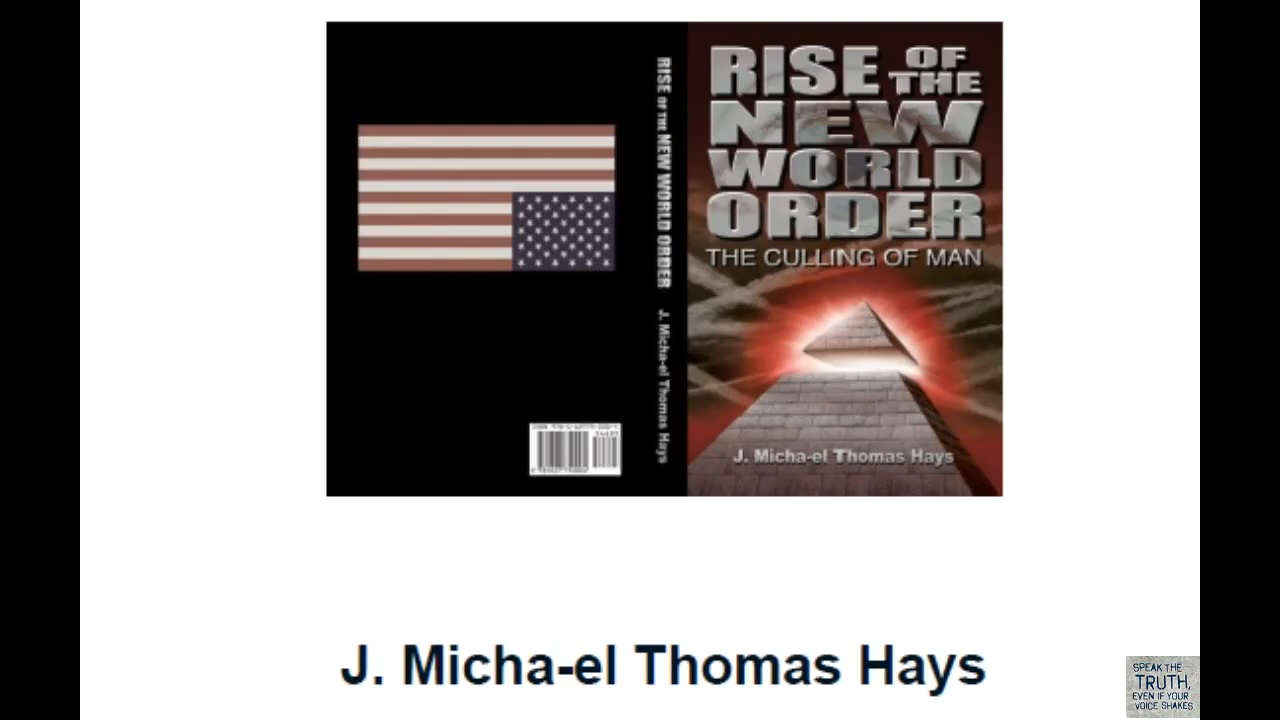 RISE OF THE NEW WORLD ORDER J. Micha-el Thomas Hays
RISE OF
THE
NEW
WORLD
ORDER
THE CULLING OF MAN
J. Micha-el Thomas Hays
J. Micha-el Thomas Hays
SPEAK THE
TRUTH,
EVEN IF YOUR
VOICE SHAKES